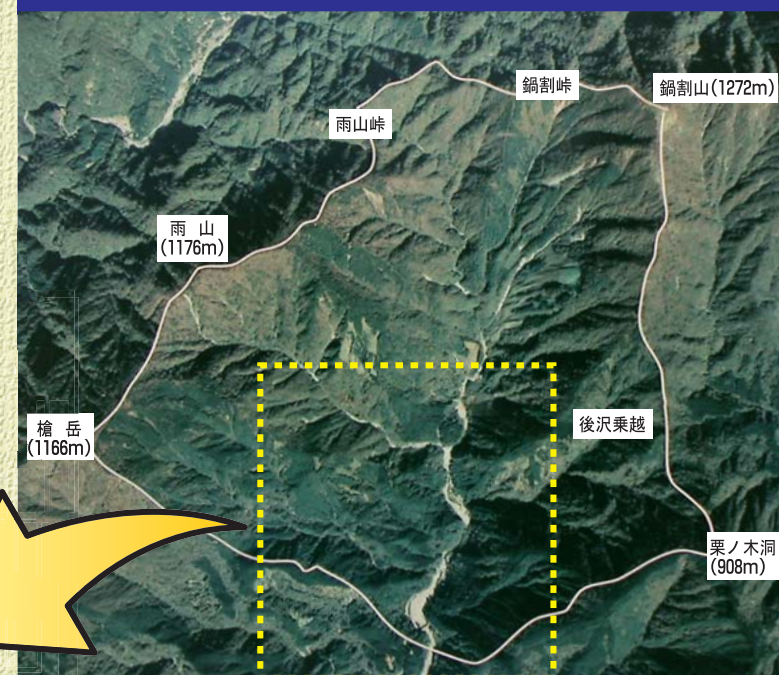 鍋割峠
鍋割山(1272m)
雨山峠
雨 山
(1176m)
檜 岳
(1166m)
後沢乗越
栗ノ木洞
(908m)